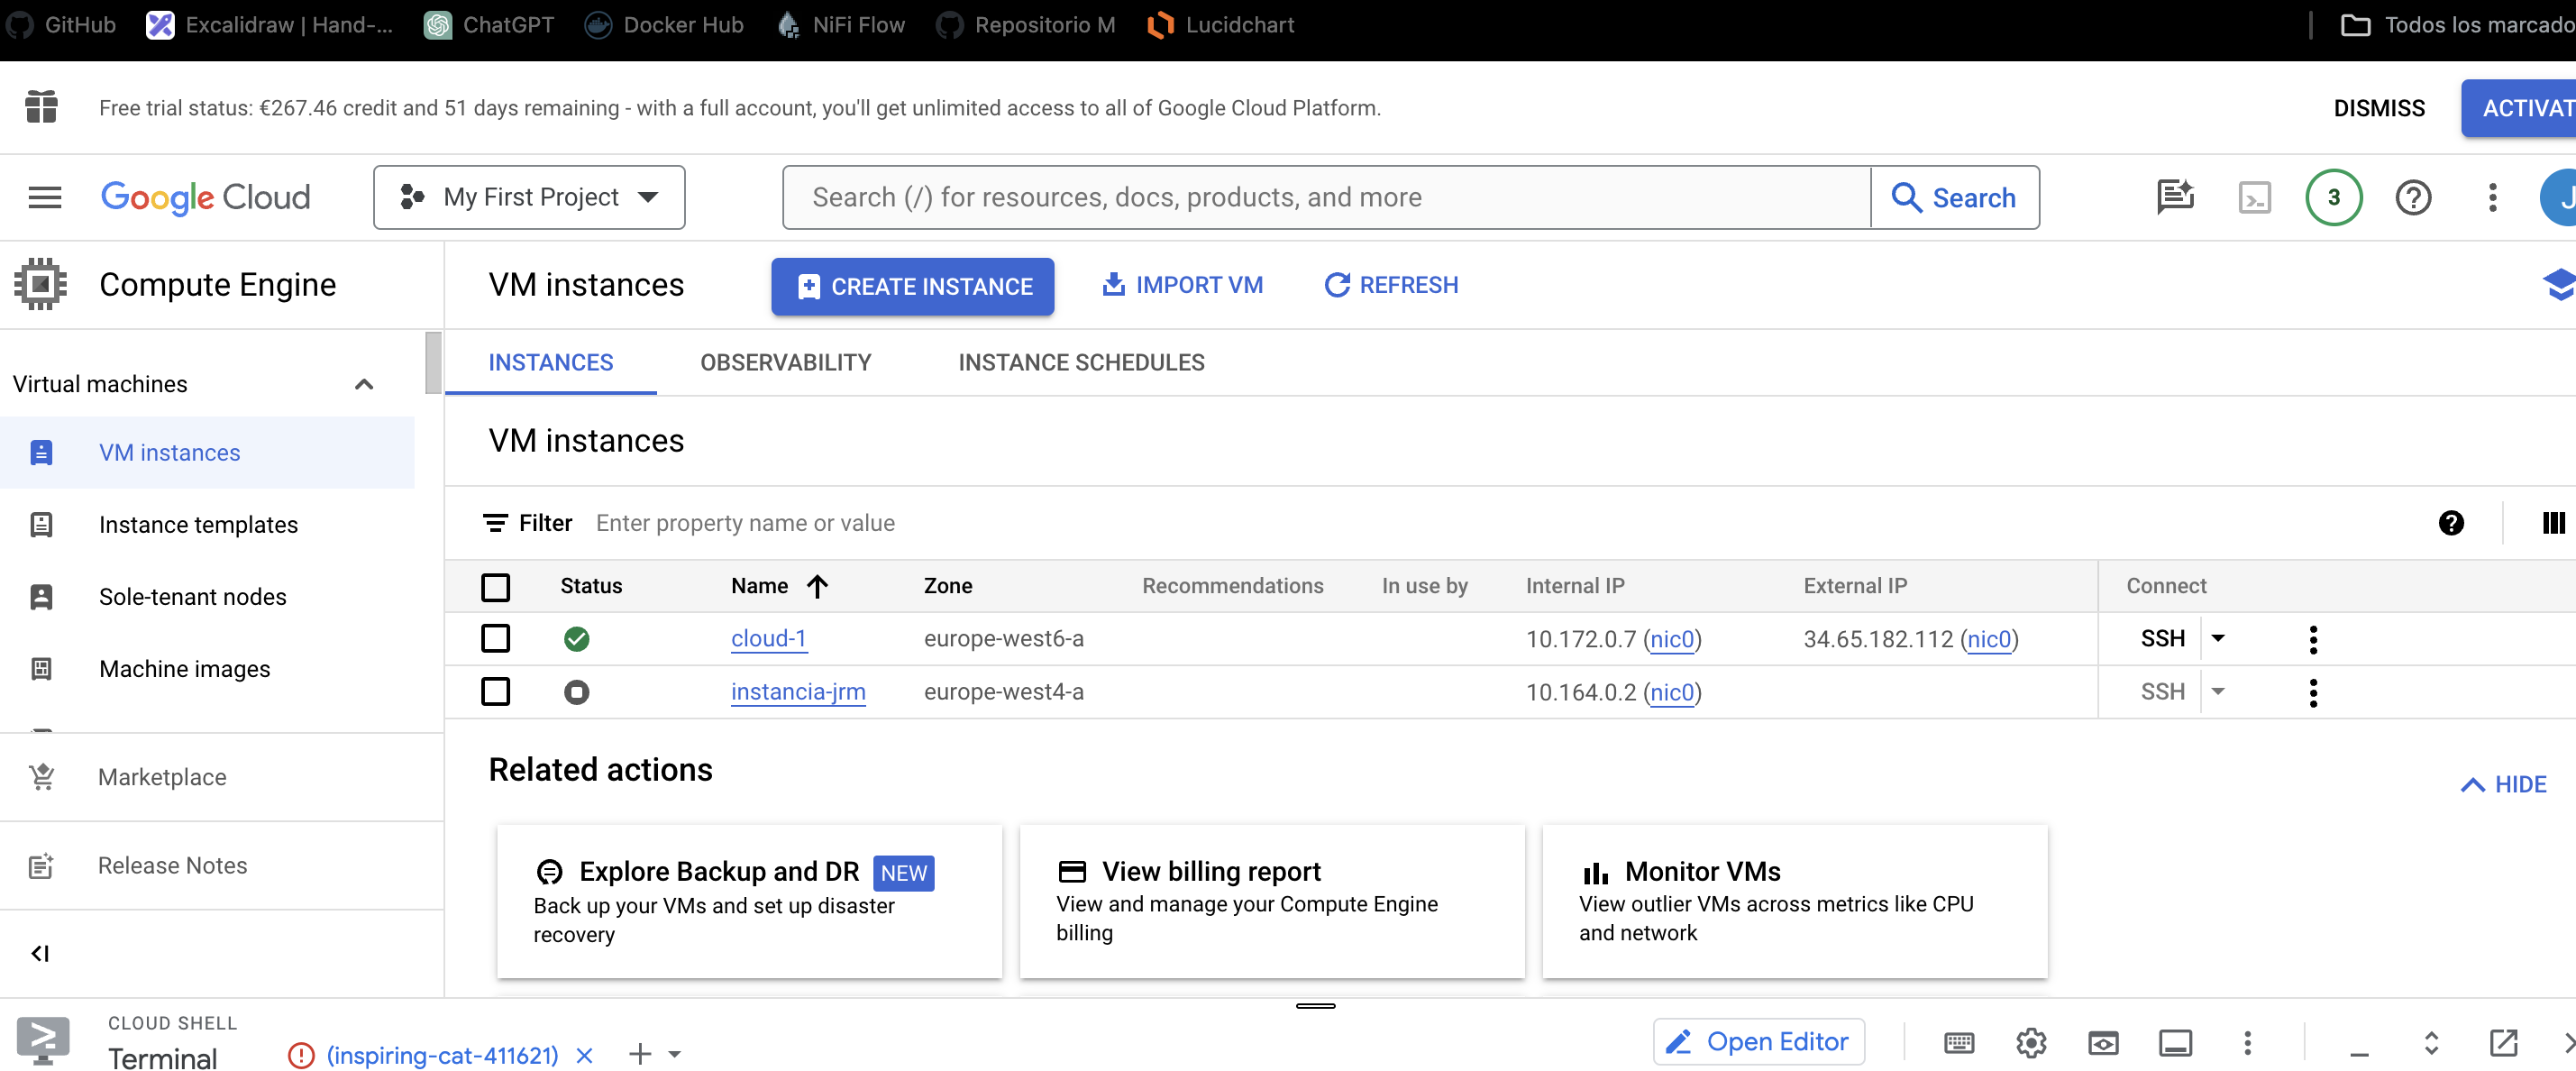 GitHub Excalidraw | Hand-... ChatGPT Docker Hub NiFi Flow Repositorio M Lucidchart Todos los marcado
Free trial status: €267.46 credit and 51 days remaining - with a full account, you'll get unlimited access to all of Google Cloud Platform. DISMISS ACTIVAT
Google Cloud My First Project Search (/) for resources, docs, products, and more Search 3 J
Compute Engine VM instances CREATE INSTANCE IMPORT VM REFRESH
INSTANCES OBSERVABILITY INSTANCE SCHEDULES
Virtual machines
VM instances
VM instances
Instance templates
Sole-tenant nodes
Machine images
Marketplace
Release Notes
Filter Enter property name or value
Status Name Zone Recommendations In use by Internal IP External IP Connect
cloud-1 europe-west6-a 10.172.0.7 (nic0) 34.65.182.112 (nic0) SSH
instancia-jrm europe-west4-a 10.164.0.2 (nic0) SSH
Related actions HIDE
Explore Backup and DR NEW
Back up your VMs and set up disaster
recovery
View billing report
View and manage your Compute Engine
billing
Monitor VMs
View outlier VMs across metrics like CPU
and network
CLOUD SHELL
Terminal (inspiring-cat-411621) Open Editor